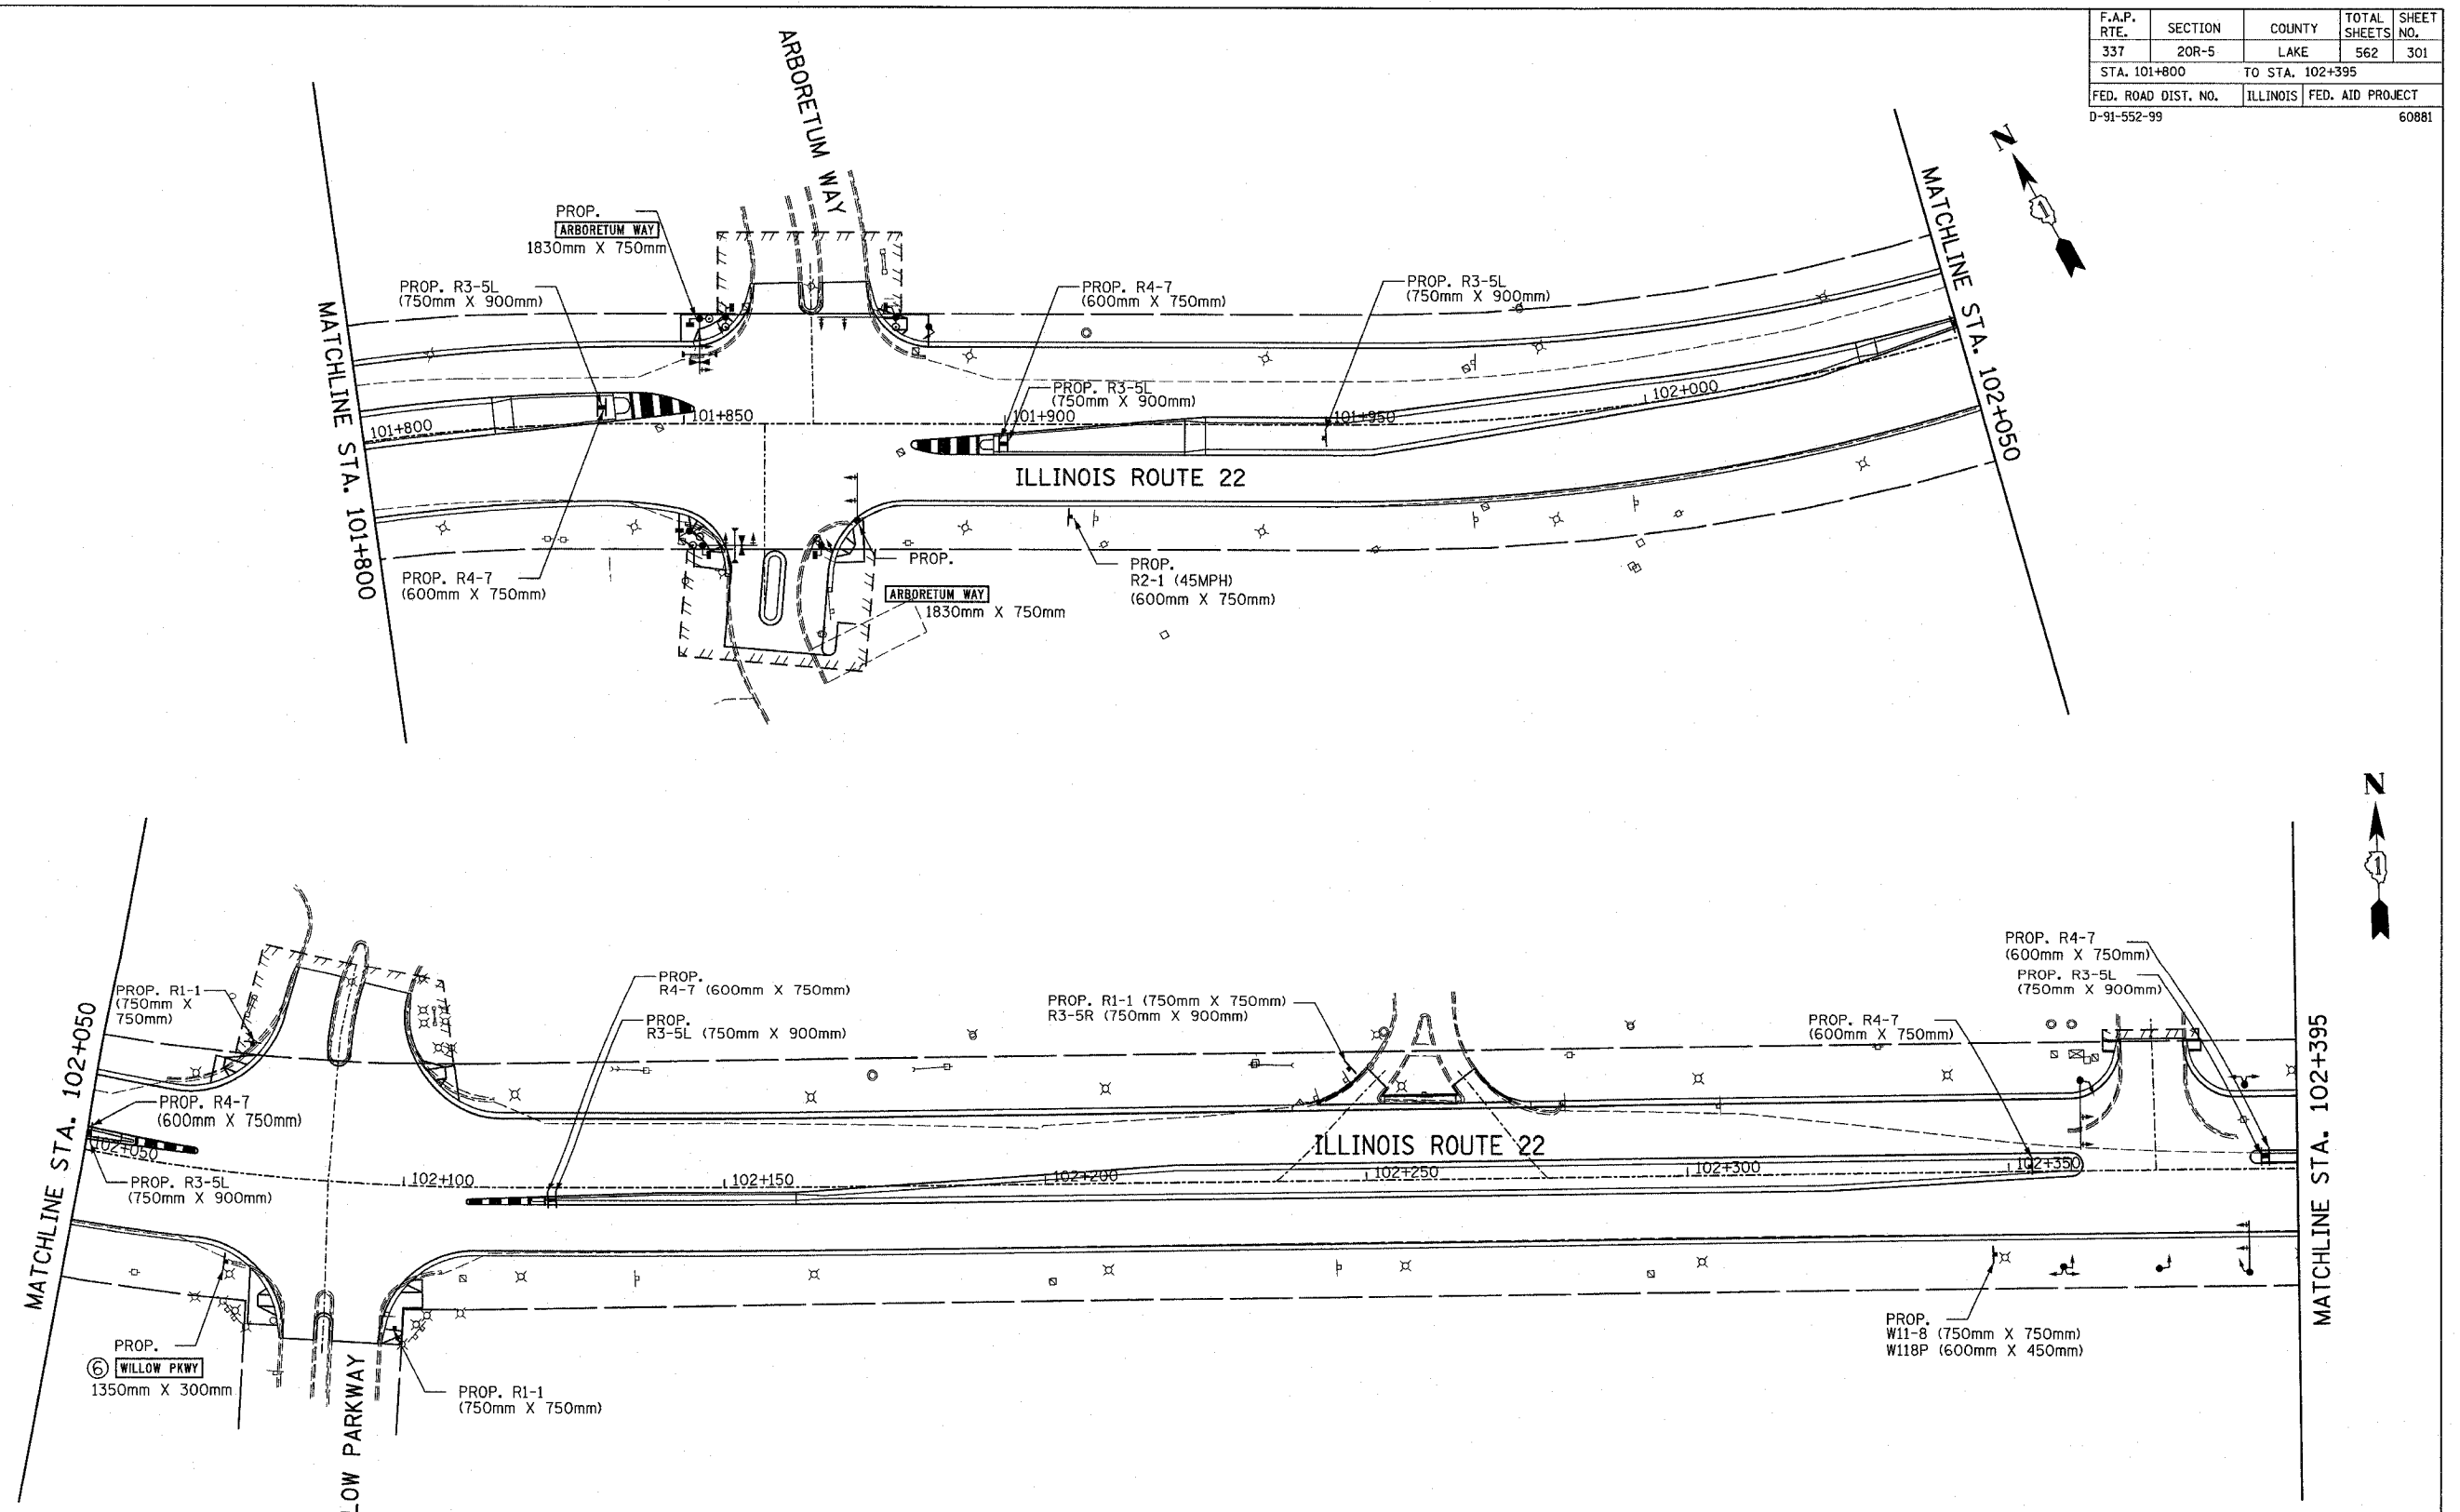 F.A.P. RTE. SECTION COUNTY TOTAL SHEETS SHEET NO.
337 20R-5 LAKE 562 301
STA. 101+800 TO STA. 102+395
FED. ROAD DIST. NO. ILLINOIS FED. AID PROJECT
D-91-552-99 60881
ARBORETUM WAY
N
1
MATCHLINE STA. 101+800
MATCHLINE STA. 102+050
PROP.
ARBORETUM WAY
1830mm X 750mm
PROP. R3-5L
(750mm X 900mm)
PROP. R4-7
(600mm X 750mm)
PROP. R3-5L
(750mm X 900mm)
PROP. R3-5L
(750mm X 900mm)
101+800
101+850
101+900
101+950
102+000
ILLINOIS ROUTE 22
PROP. R4-7
(600mm X 750mm)
PROP.
ARBORETUM WAY
1830mm X 750mm
PROP.
R2-1 (45MPH)
(600mm X 750mm)
N
1
MATCHLINE STA. 102+050
MATCHLINE STA. 102+395
PROP. R1-1
(750mm X
750mm)
PROP.
R4-7 (600mm X 750mm)
PROP.
R3-5L (750mm X 900mm)
PROP. R1-1 (750mm X 750mm)
R3-5R (750mm X 900mm)
PROP. R4-7
(600mm X 750mm)
PROP. R4-7
(600mm X 750mm)
PROP. R3-5L
(750mm X 900mm)
PROP. R4-7
(600mm X 750mm)
102+050
PROP. R3-5L
(750mm X 900mm)
ILLINOIS ROUTE 22
102+100
102+150
102+200
102+250
102+300
102+350
PROP.
6 WILLOW PKWY
1350mm X 300mm
PROP. R1-1
(750mm X 750mm)
LOW PARKWAY
PROP.
W11-8 (750mm X 750mm)
W118P (600mm X 450mm)